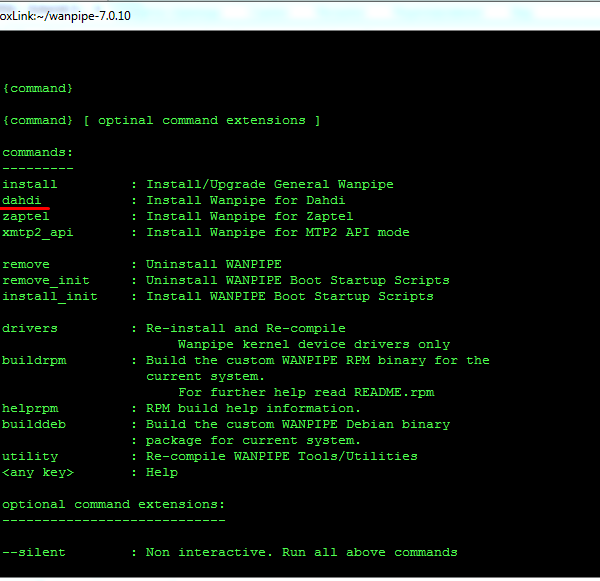 oxLink:~/wanpipe-7.0.10
{command}
{command} [ optinal command extensions ]
commands:
---------
install : Install/Upgrade General Wanpipe
dahdi : Install Wanpipe for Dahdi
zaptel : Install Wanpipe for Zaptel
xmtp2_api : Install Wanpipe for MTP2 API mode
remove : Uninstall WANPIPE
remove_init : Uninstall WANPIPE Boot Startup Scripts
install_init : Install WANPIPE Boot Startup Scripts
drivers : Re-install and Re-compile
Wanpipe kernel device drivers only
buildrpm : Build the custom WANPIPE RPM binary for the
current system.
For further help read README.rpm
helprpm : RPM build help information.
builddeb : Build the custom WANPIPE Debian binary
: package for current system.
utility : Re-compile WANPIPE Tools/Utilities
<any key> : Help
optional command extensions:
----------------------------
--silent : Non interactive. Run all above commands